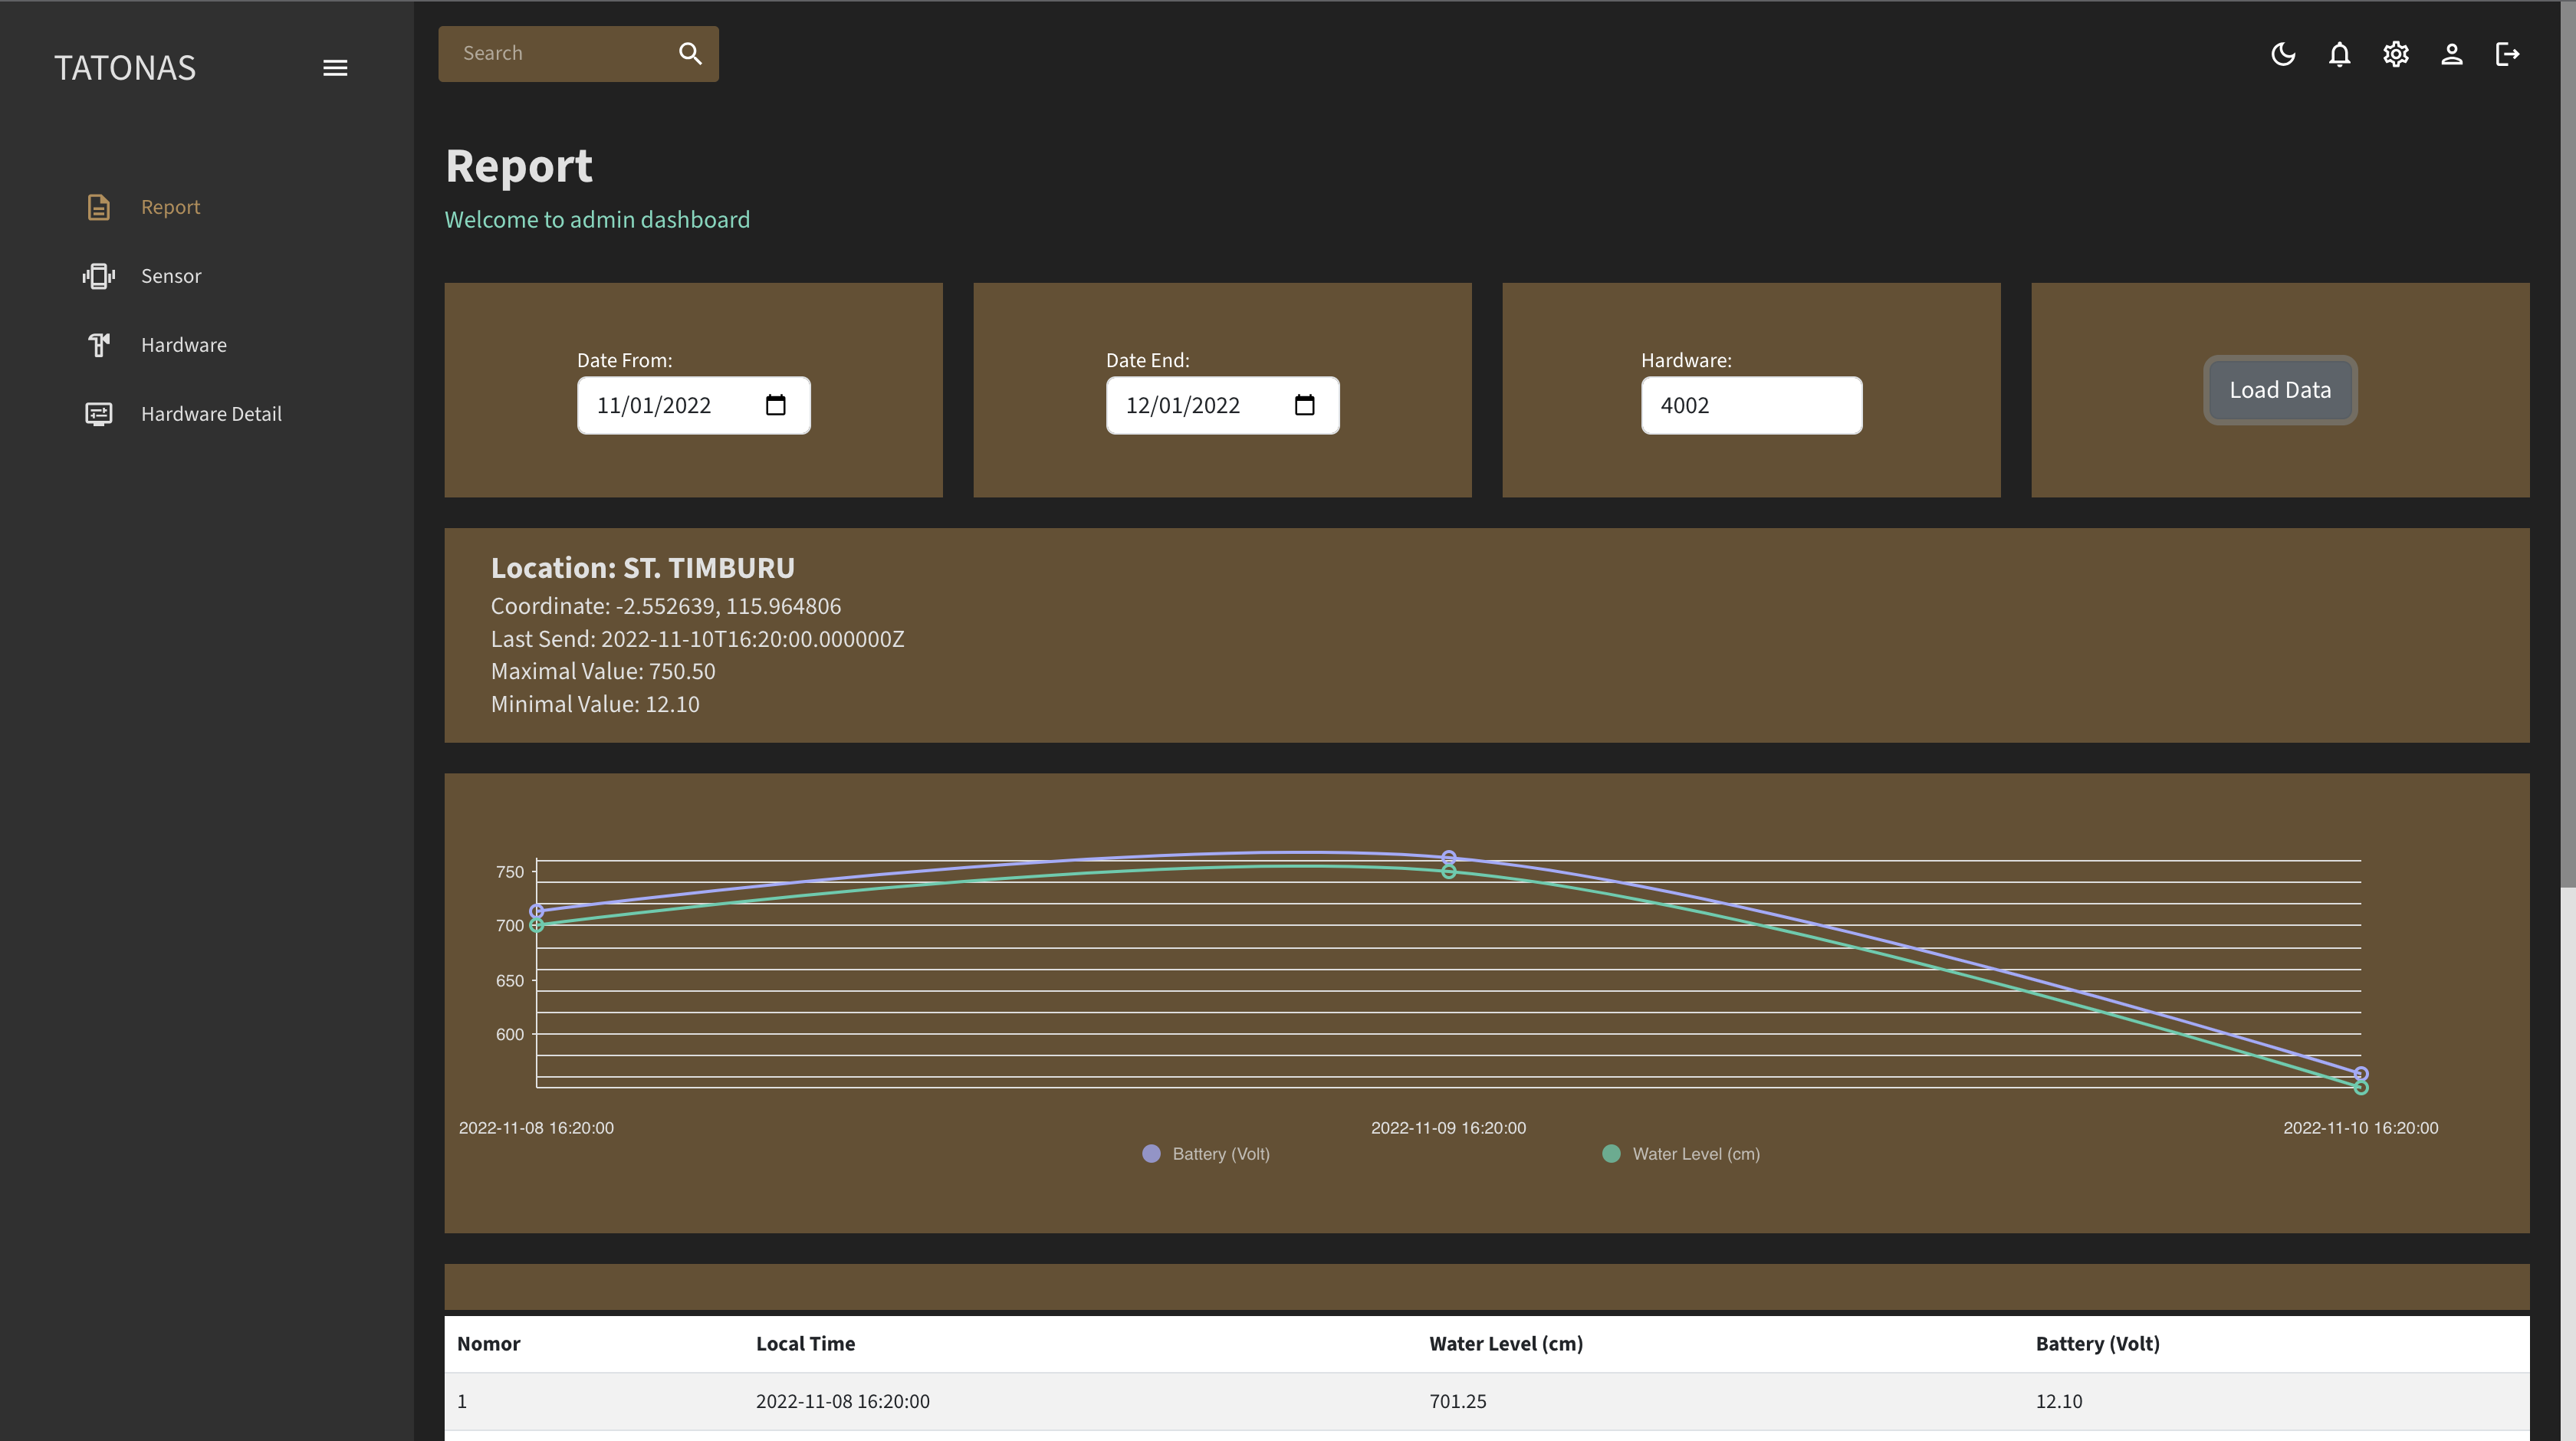 TATONAS
Search
Report
Sensor
Hardware
Hardware Detail
Report
Welcome to admin dashboard
Date From:
11/01/2022
Date End:
12/01/2022
Hardware:
4002
Load Data
Location: ST. TIMBURU
Coordinate: -2.552639, 115.964806
Last Send: 2022-11-10T16:20:00.000000Z
Maximal Value: 750.50
Minimal Value: 12.10
750
700
650
600
2022-11-08 16:20:00 2022-11-09 16:20:00 2022-11-10 16:20:00
Battery (Volt) Water Level (cm)
Nomor Local Time Water Level (cm) Battery (Volt)
1 2022-11-08 16:20:00 701.25 12.10